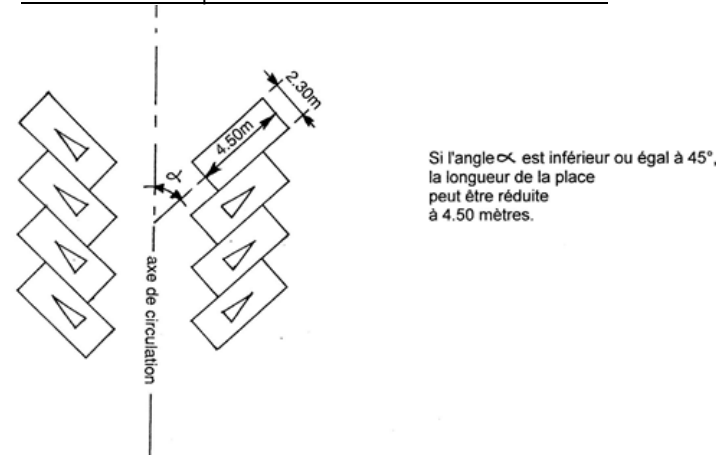 2.30m
4.50m
α
axe de circulation
Si l'angle α est inférieur ou égal à 45°,
la longueur de la place
peut être réduite
à 4.50 mètres.